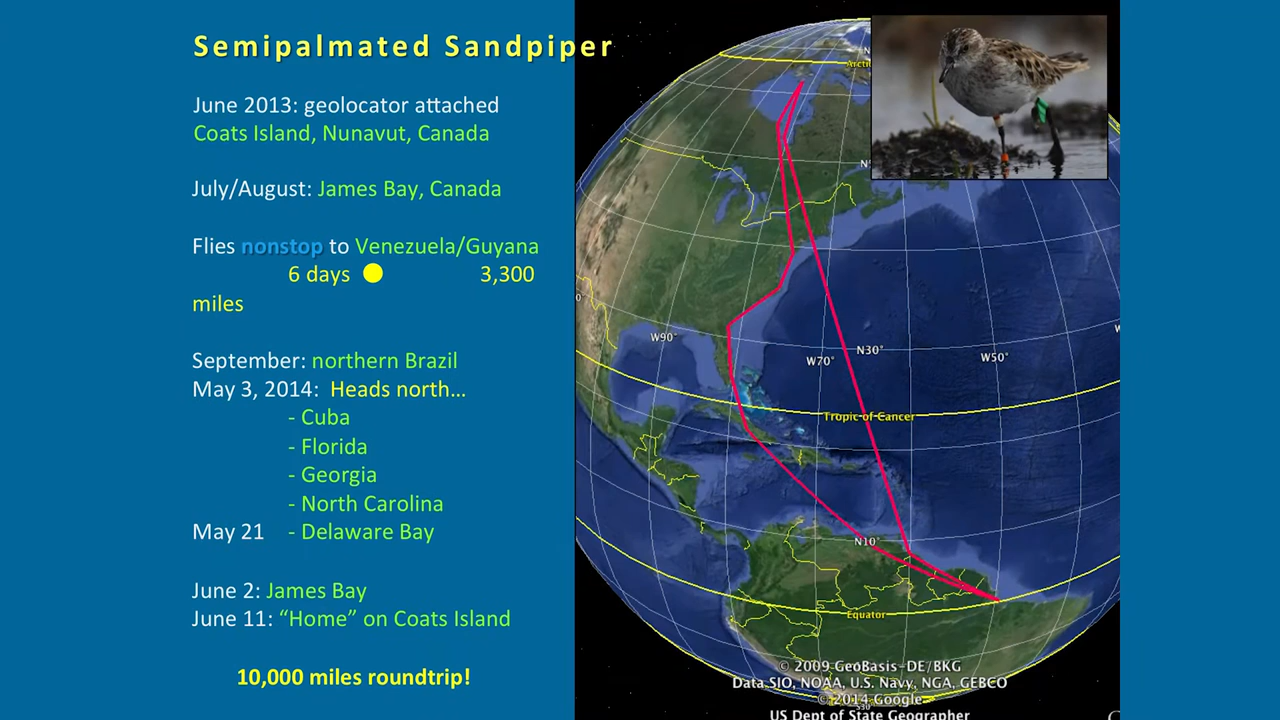 Semipalmated Sandpiper
June 2013: geolocator attached
Coats Island, Nunavut, Canada
July/August: James Bay, Canada
Flies nonstop to Venezuela/Guyana
6 days ● 3,300
miles
September: northern Brazil
May 3, 2014: Heads north…
- Cuba
- Florida
- Georgia
- North Carolina
May 21 - Delaware Bay
June 2: James Bay
June 11: “Home” on Coats Island
10,000 miles roundtrip!
W90°
W70°
N30°
W50°
Tropic of Cancer
N10°
Equator
© 2009 GeoBasis-DE/BKG
Data SIO, NOAA, U.S. Navy, NGA, GEBCO
© 2014 Google
US Dept of State Geographer